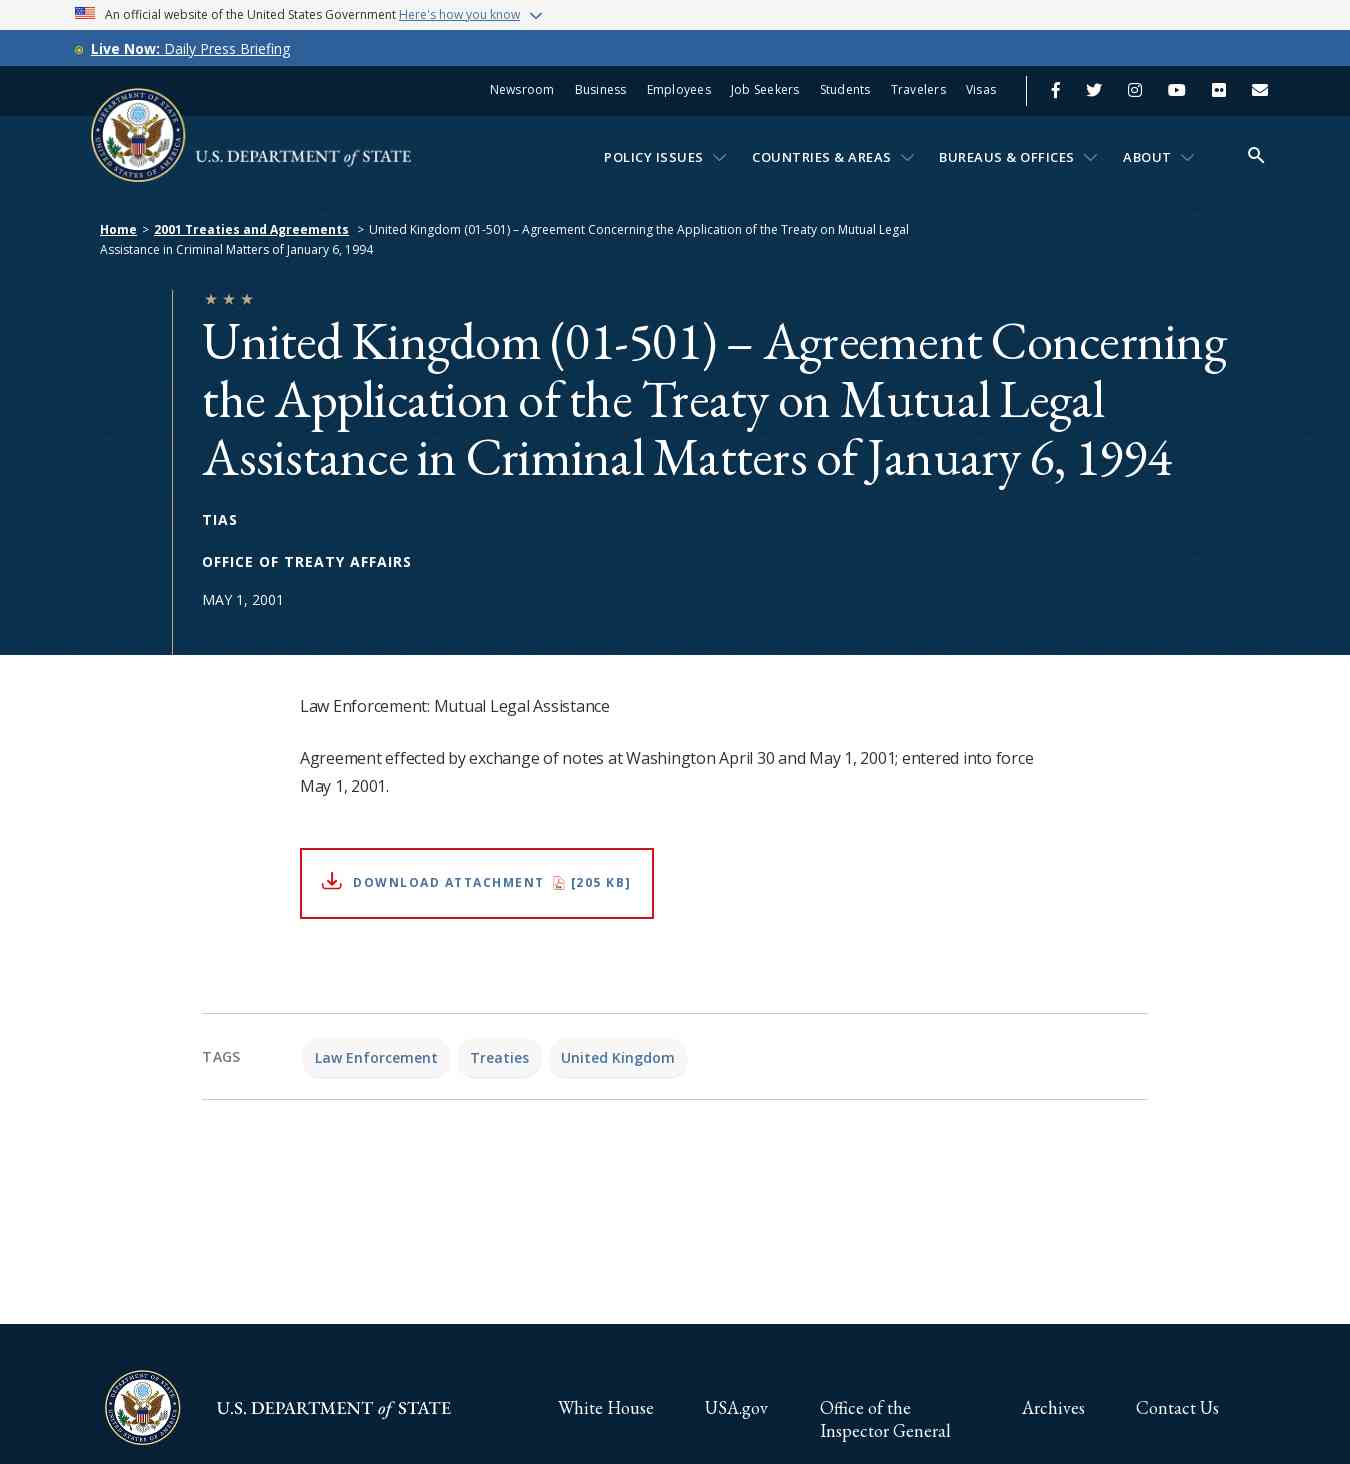 An official website of the United States Government Here's how you know
Live Now: Daily Press Briefing
Newsroom Business Employees Job Seekers Students Travelers Visas
U.S. DEPARTMENT of STATE
POLICY ISSUES COUNTRIES & AREAS BUREAUS & OFFICES ABOUT
Home > 2001 Treaties and Agreements > United Kingdom (01-501) – Agreement Concerning the Application of the Treaty on Mutual Legal
Assistance in Criminal Matters of January 6, 1994
United Kingdom (01-501) – Agreement Concerning
the Application of the Treaty on Mutual Legal
Assistance in Criminal Matters of January 6, 1994
TIAS
OFFICE OF TREATY AFFAIRS
MAY 1, 2001
Law Enforcement: Mutual Legal Assistance
Agreement effected by exchange of notes at Washington April 30 and May 1, 2001; entered into force
May 1, 2001.
DOWNLOAD ATTACHMENT [205 KB]
TAGS Law Enforcement Treaties United Kingdom
U.S. DEPARTMENT of STATE
White House USA.gov Office of the Archives Contact Us
Inspector General